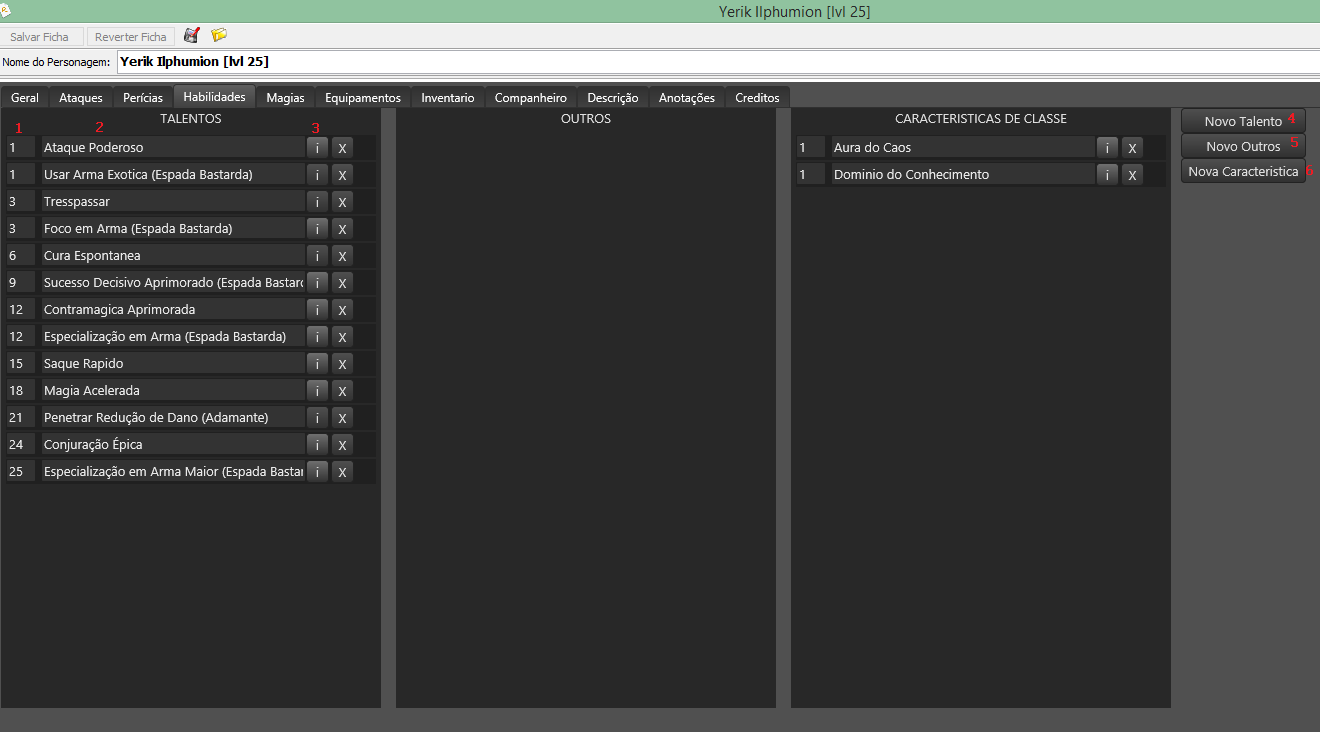 Yerik Ilphumion [lvl 25]
Salvar Ficha Reverter Ficha
Nome do Personagem: Yerik Ilphumion [lvl 25]
Geral Ataques Perícias Habilidades Magias Equipamentos Inventario Companheiro Descrição Anotações Creditos
TALENTOS
1 2 3
1 Ataque Poderoso i X
1 Usar Arma Exotica (Espada Bastarda) i X
3 Tresspassar i X
3 Foco em Arma (Espada Bastarda) i X
6 Cura Espontanea i X
9 Sucesso Decisivo Aprimorado (Espada Bastard i X
12 Contramagica Aprimorada i X
12 Especialização em Arma (Espada Bastarda) i X
15 Saque Rapido i X
18 Magia Acelerada i X
21 Penetrar Redução de Dano (Adamante) i X
24 Conjuração Épica i X
25 Especialização em Arma Maior (Espada Bastar i X
OUTROS
CARACTERISTICAS DE CLASSE
1 Aura do Caos i X
1 Dominio do Conhecimento i X
Novo Talento 4
Novo Outros 5
Nova Caracteristica 6